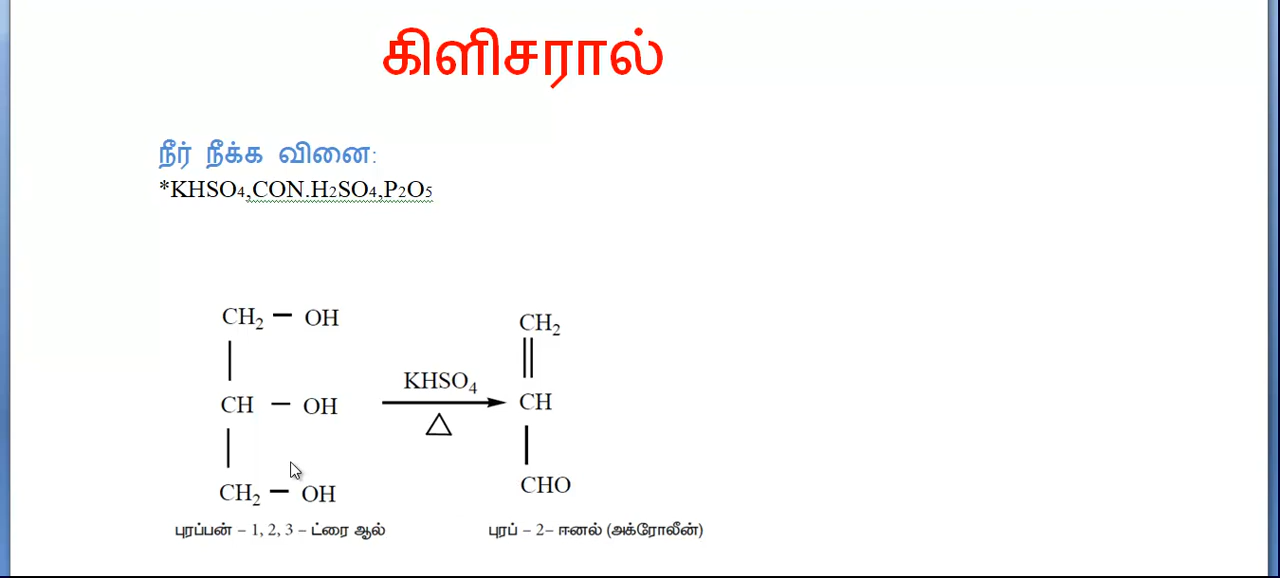 கிளிசரால்
நீர் நீக்க வினை:
*KHSO4,CON.H2SO4,P2O5
CH2 — OH
CH2
KHSO4
CH — OH
CH
△
CH2 — OH
CHO
புரப்பன் – 1, 2, 3 – ட்ரை ஆல்
புரப் – 2– ஈனல் (அக்ரோலீன்)